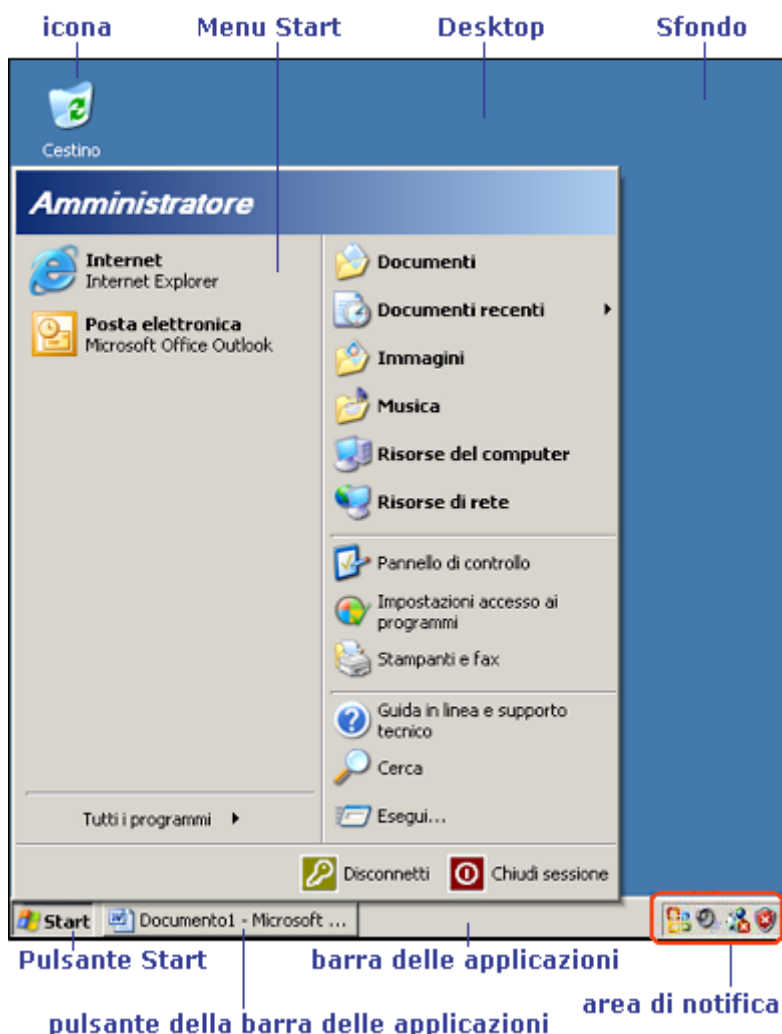 icona Menu Start Desktop Sfondo
Cestino
Amministratore
Internet
Internet Explorer
Posta elettronica
Microsoft Office Outlook
Tutti i programmi
Documenti
Documenti recenti
Immagini
Musica
Risorse del computer
Risorse di rete
Pannello di controllo
Impostazioni accesso ai
programmi
Stampanti e fax
Guida in linea e supporto
tecnico
Cerca
Esegui...
Disconnetti Chiudi sessione
Start Documento1 - Microsoft ...
Pulsante Start barra delle applicazioni
area di notifica
pulsante della barra delle applicazioni